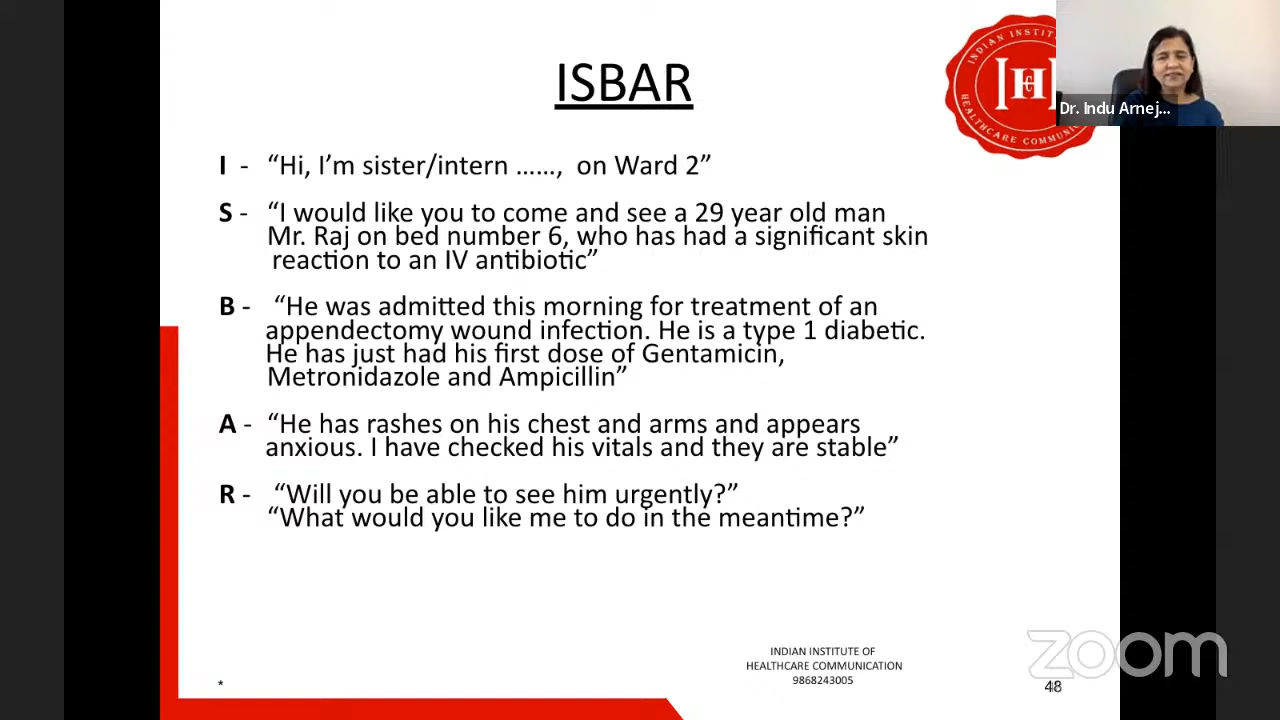 ISBAR
INDIAN INSTIT
HEALTHCARE COMMUN
Dr. Indu Arnej...
I - “Hi, I’m sister/intern ……, on Ward 2”
S - “I would like you to come and see a 29 year old man
Mr. Raj on bed number 6, who has had a significant skin
reaction to an IV antibiotic”
B - “He was admitted this morning for treatment of an
appendectomy wound infection. He is a type 1 diabetic.
He has just had his first dose of Gentamicin,
Metronidazole and Ampicillin”
A - “He has rashes on his chest and arms and appears
anxious. I have checked his vitals and they are stable”
R - “Will you be able to see him urgently?”
“What would you like me to do in the meantime?”
INDIAN INSTITUTE OF
HEALTHCARE COMMUNICATION
9868243005
*
48
zoom